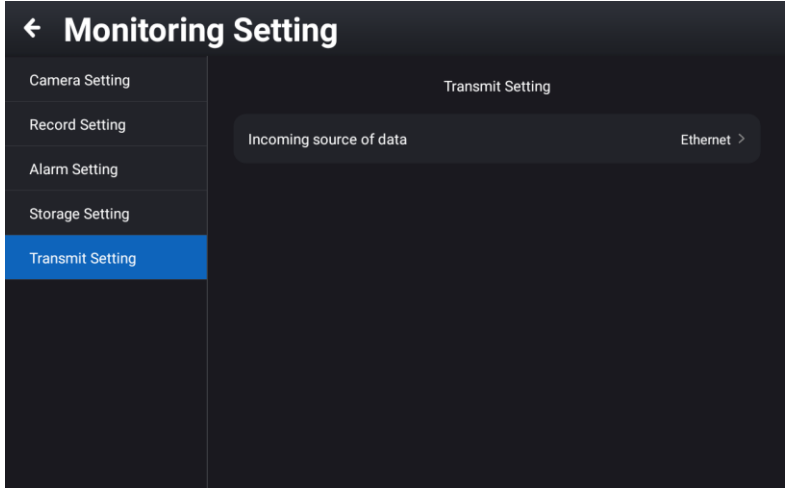 Monitoring Setting
Camera Setting
Record Setting
Alarm Setting
Storage Setting
Transmit Setting
Transmit Setting
Incoming source of data
Ethernet >